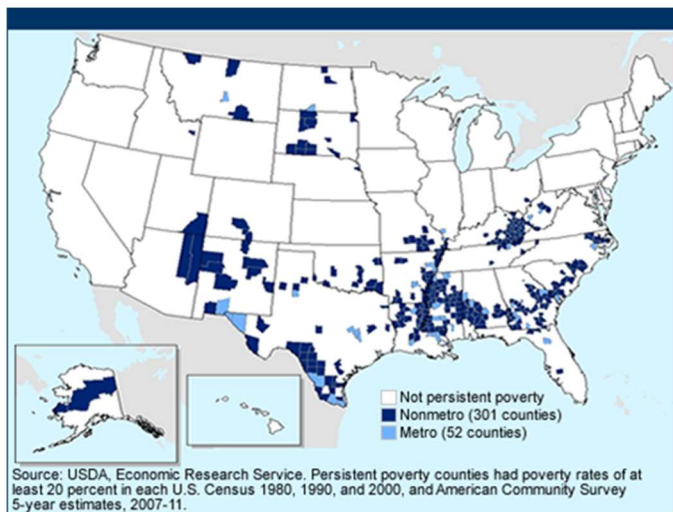 Not persistent poverty
Nonmetro (301 counties)
Metro (52 counties)
Source: USDA, Economic Research Service. Persistent poverty counties had poverty rates of at
least 20 percent in each U.S. Census 1980, 1990, and 2000, and American Community Survey
5-year estimates, 2007-11.